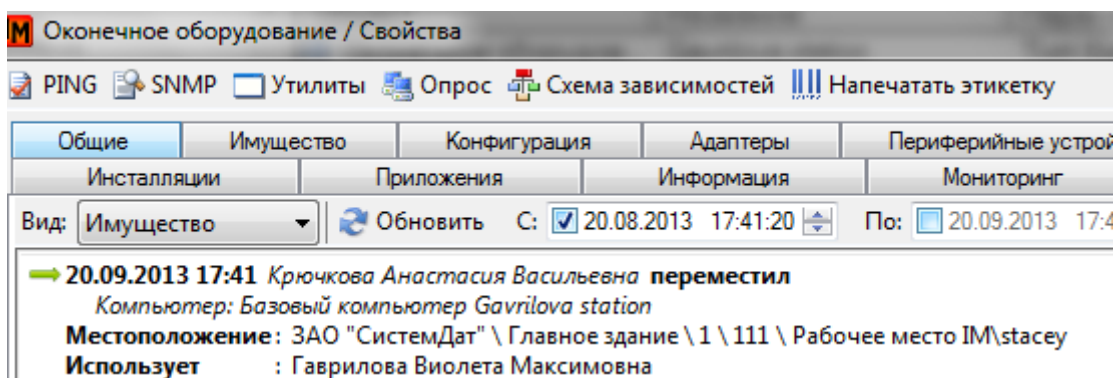 Оконечное оборудование / Свойства
PING SNMP Утилиты Опрос Схема зависимостей Напечатать этикетку
Общие Имущество Конфигурация Адаптеры Периферийные
Инсталляции Приложения Информация Мониторинг
Вид: Имущество Обновить С: 20.08.2013 17:41:20 По: 20.09.2013
20.09.2013 17:41 Крючкова Анастасия Васильевна переместил
Компьютер: Базовый компьютер Gavrilova station
Местоположение : ЗАО "СистемДат" \ Главное здание \ 1 \ 111 \ Рабочее место IM\stacey
Использует : Гаврилова Виолета Максимовна